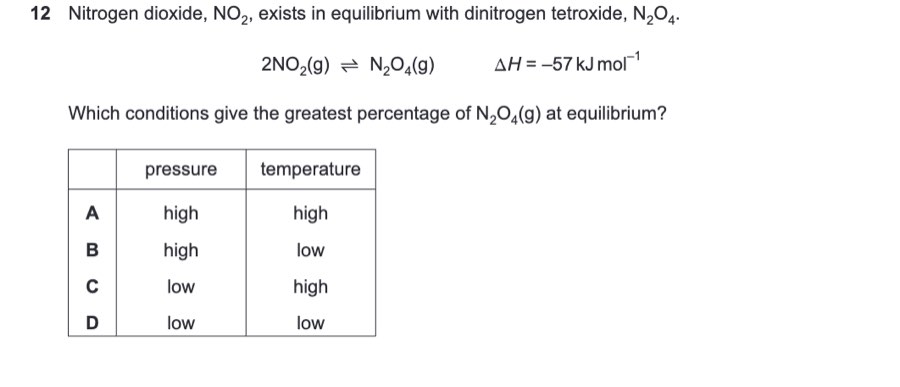 12 Nitrogen dioxide, NO₂, exists in equilibrium with dinitrogen tetroxide, N₂O₄.
2NO₂(g) ⇌ N₂O₄(g) ΔH = –57 kJ mol⁻¹
Which conditions give the greatest percentage of N₂O₄(g) at equilibrium?
pressure temperature
A high high
B high low
C low high
D low low